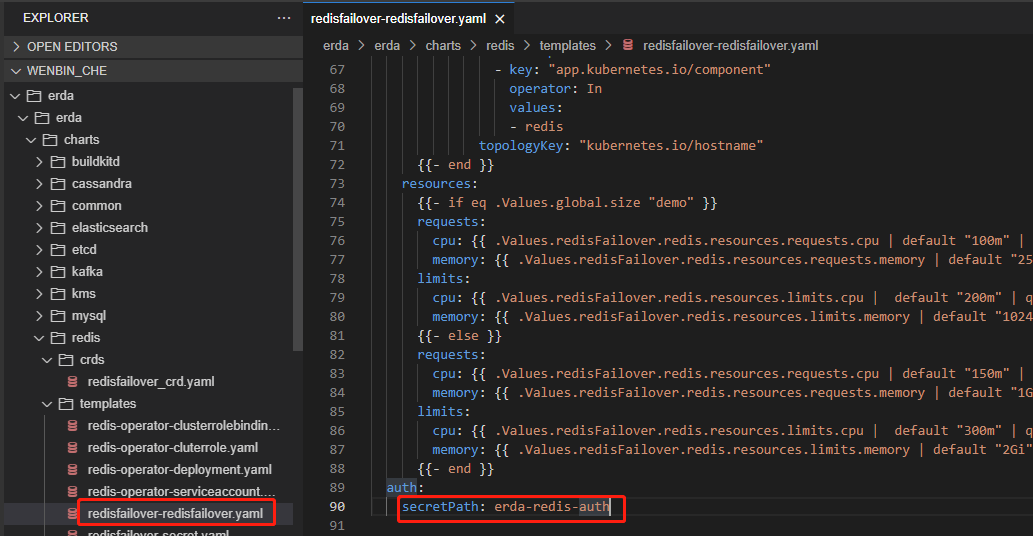 EXPLORER
OPEN EDITORS
WENBIN_CHE
erda
erda
charts
buildkitd
cassandra
common
elasticsearch
etcd
kafka
kms
mysql
redis
crds
redisfailover_crd.yaml
templates
redis-operator-clusterrolebindin...
redis-operator-cluterrole.yaml
redis-operator-deployment.yaml
redis-operator-serviceaccount....
redisfailover-redisfailover.yaml
redisfailover-secret.yaml
redisfailover-redisfailover.yaml
erda > erda > charts > redis > templates > redisfailover-redisfailover.yaml
67 - key: "app.kubernetes.io/component"
68 operator: In
69 values:
70 - redis
71 topologyKey: "kubernetes.io/hostname"
72 {{- end }}
73 resources:
74 {{- if eq .Values.global.size "demo" }}
75 requests:
76 cpu: {{ .Values.redisFailover.redis.resources.requests.cpu | default "100m" |
77 memory: {{ .Values.redisFailover.redis.resources.requests.memory | default "25
78 limits:
79 cpu: {{ .Values.redisFailover.redis.resources.limits.cpu | default "200m" | q
80 memory: {{ .Values.redisFailover.redis.resources.limits.memory | default "1024
81 {{- else }}
82 requests:
83 cpu: {{ .Values.redisFailover.redis.resources.requests.cpu | default "150m" |
84 memory: {{ .Values.redisFailover.redis.resources.requests.memory | default "1G
85 limits:
86 cpu: {{ .Values.redisFailover.redis.resources.limits.cpu | default "300m" | q
87 memory: {{ .Values.redisFailover.redis.resources.limits.memory | default "2Gi"
88 {{- end }}
89 auth:
90 secretPath: erda-redis-auth
91